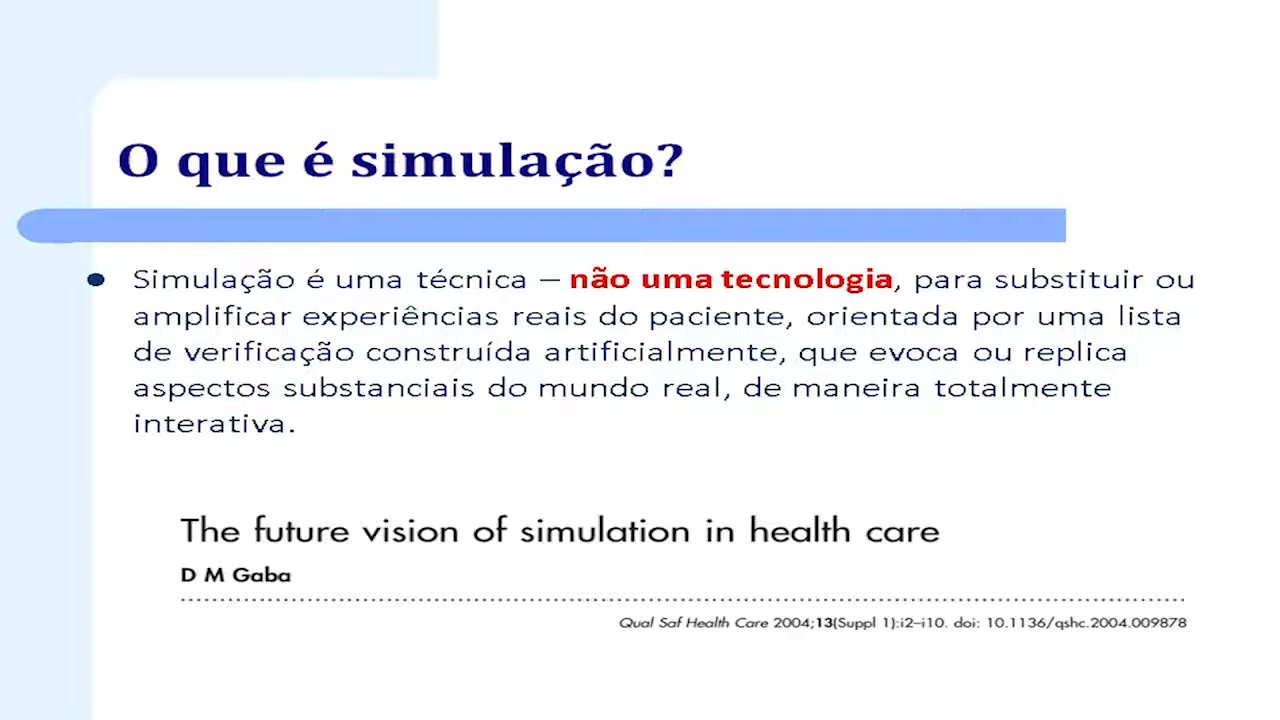 O que é simulação?
● Simulação é uma técnica – não uma tecnologia, para substituir ou
amplificar experiências reais do paciente, orientada por uma lista
de verificação construída artificialmente, que evoca ou replica
aspectos substanciais do mundo real, de maneira totalmente
interativa.
The future vision of simulation in health care
D M Gaba
Qual Saf Health Care 2004;13(Suppl 1):i2–i10. doi: 10.1136/qshc.2004.009878